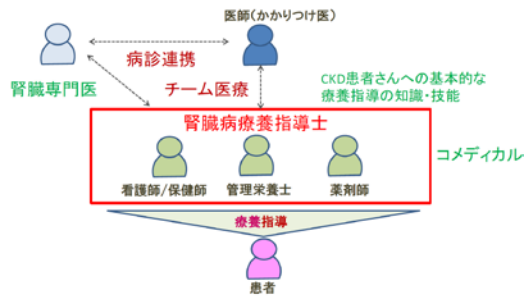 医師（かかりつけ医）
病診連携
腎臓専門医
チーム医療
CKD患者さんへの基本的な
療養指導の知識・技能
腎臓病療養指導士
コメディカル
看護師/保健師
管理栄養士
薬剤師
療養指導
患者